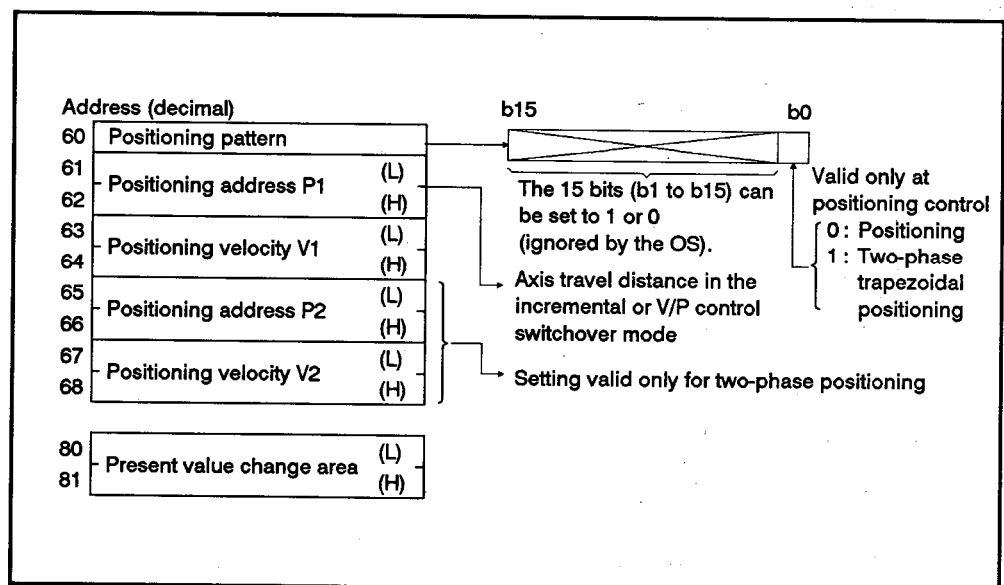 Address (decimal)
60 Positioning pattern
61 (L)
Positioning address P1
62 (H)
63 (L)
Positioning velocity V1
64 (H)
65 (L)
Positioning address P2
66 (H)
67 (L)
Positioning velocity V2
68 (H)
80 (L)
Present value change area
81 (H)
b15 b0
The 15 bits (b1 to b15) can
be set to 1 or 0
(ignored by the OS).
Valid only at
positioning control
0 : Positioning
1 : Two-phase
trapezoidal
positioning
Axis travel distance in the
incremental or V/P control
switchover mode
Setting valid only for two-phase positioning